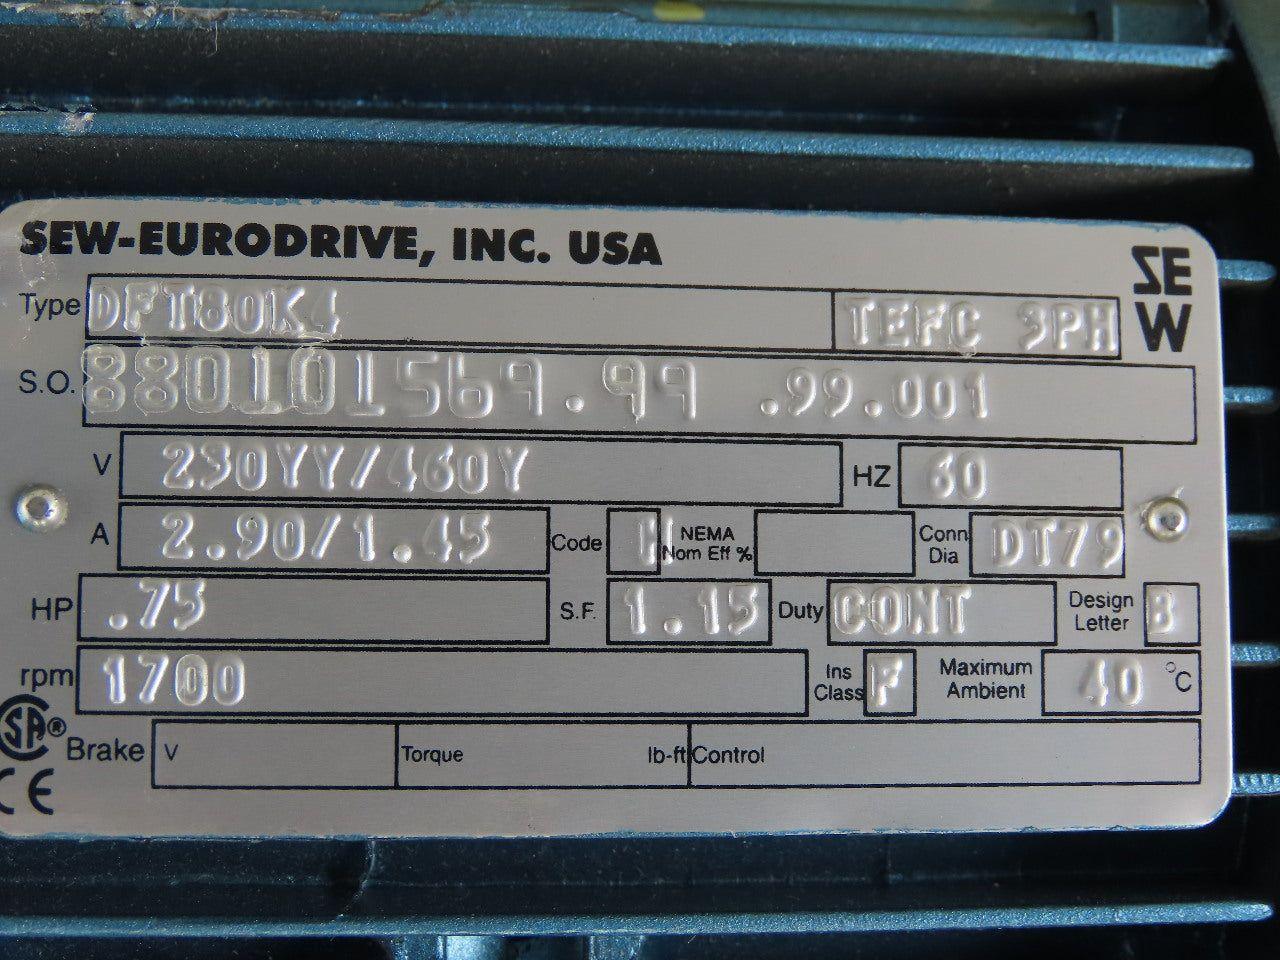 SEW-EURODRIVE, INC. USA
SEW
Type DFT80K4 TEFC 3PH
S.O. 880101569.99 .99.001
V 230YY/460Y HZ 60
A 2.90/1.45 Code H NEMA Nom Eff % Conn Dia DT79
HP .75 S.F. 1.15 Duty CONT Design Letter B
rpm 1700 Ins Class F Maximum Ambient 40 °C
SA®
Brake V Torque lb-ft Control
CE